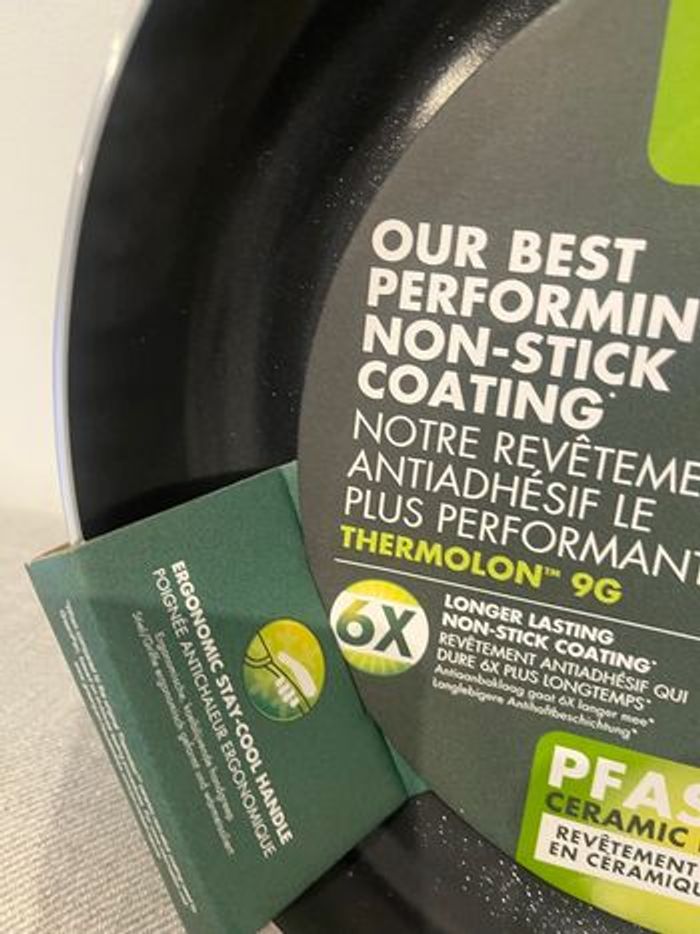 OUR BEST
PERFORMIN
NON-STICK
COATING*
NOTRE REVÊTEME
ANTIADHÉSIF LE
PLUS PERFORMANT
THERMOLON™ 9G
6X
LONGER LASTING
NON-STICK COATING*
REVÊTEMENT ANTIADHÉSIF QUI
DURE 6X PLUS LONGTEMPS*
Antiaanbaklaag gaat 6X langer mee*
Langlebigere Antihaftbeschichtung*
PFAS
CERAMIC
REVÊTEMENT
EN CÉRAMIQU
ERGONOMIC STAY-COOL HANDLE
POIGNÉE ANTICHALEUR ERGONOMIQUE